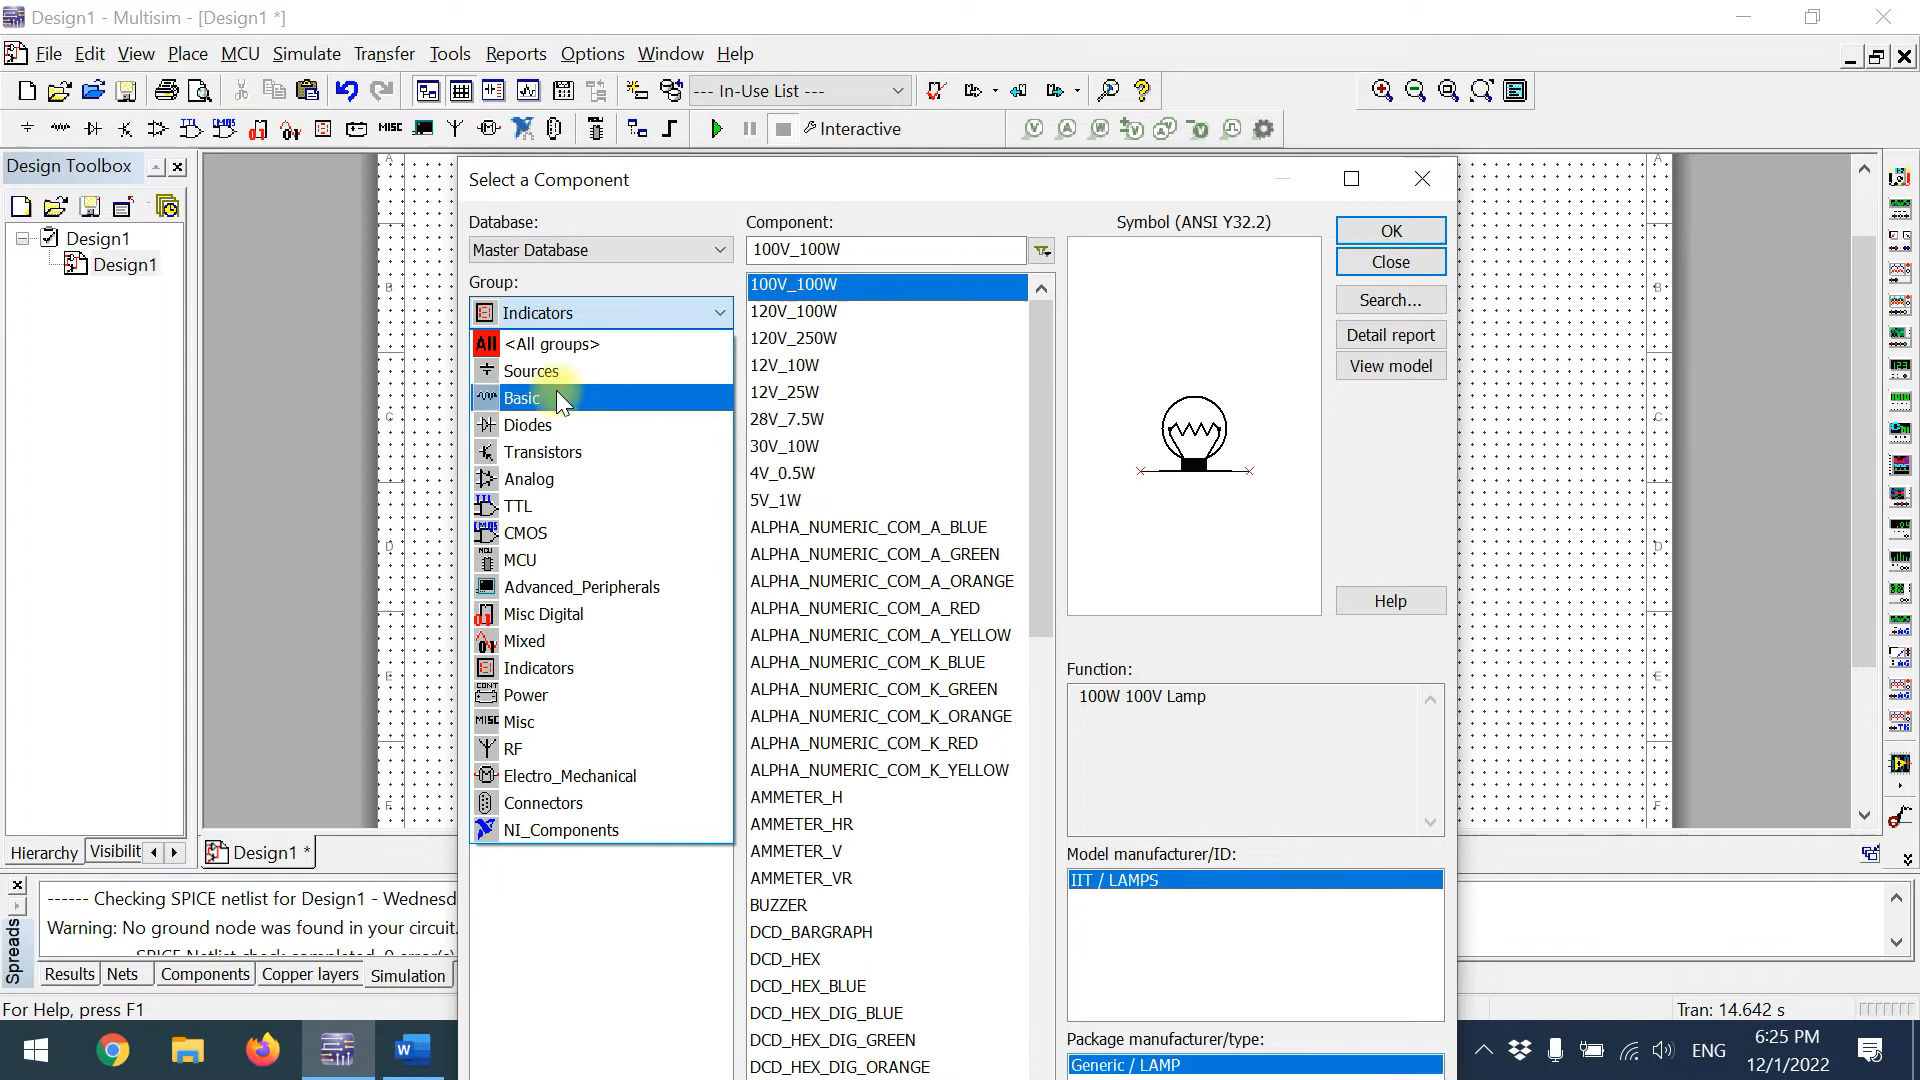 Design1 - Multisim - [Design1 *]
File Edit View Place MCU Simulate Transfer Tools Reports Options Window Help
--- In-Use List ---
MISC
Interactive
Design Toolbox
Design1
Design1
Hierarchy Visibilit
Design1 *
A
B
C
D
E
F
A
B
C
D
E
F
Select a Component
Database:
Master Database
Group:
Indicators
<All groups>
Sources
Basic
Diodes
Transistors
Analog
TTL
CMOS
MCU
Advanced_Peripherals
Misc Digital
Mixed
Indicators
Power
Misc
RF
Electro_Mechanical
Connectors
NI_Components
Component:
100V_100W
100V_100W
120V_100W
120V_250W
12V_10W
12V_25W
28V_7.5W
30V_10W
4V_0.5W
5V_1W
ALPHA_NUMERIC_COM_A_BLUE
ALPHA_NUMERIC_COM_A_GREEN
ALPHA_NUMERIC_COM_A_ORANGE
ALPHA_NUMERIC_COM_A_RED
ALPHA_NUMERIC_COM_A_YELLOW
ALPHA_NUMERIC_COM_K_BLUE
ALPHA_NUMERIC_COM_K_GREEN
ALPHA_NUMERIC_COM_K_ORANGE
ALPHA_NUMERIC_COM_K_RED
ALPHA_NUMERIC_COM_K_YELLOW
AMMETER_H
AMMETER_HR
AMMETER_V
AMMETER_VR
BUZZER
DCD_BARGRAPH
DCD_HEX
DCD_HEX_BLUE
DCD_HEX_DIG_BLUE
DCD_HEX_DIG_GREEN
DCD_HEX_DIG_ORANGE
Symbol (ANSI Y32.2)
OK
Close
Search...
Detail report
View model
Help
Function:
100W 100V Lamp
Model manufacturer/ID:
IIT / LAMPS
Package manufacturer/type:
Generic / LAMP
Spreads
------ Checking SPICE netlist for Design1 - Wednesd
Warning: No ground node was found in your circuit.
Results Nets Components Copper layers Simulation
For Help, press F1
Tran: 14.642 s
ENG
6:25 PM
12/1/2022